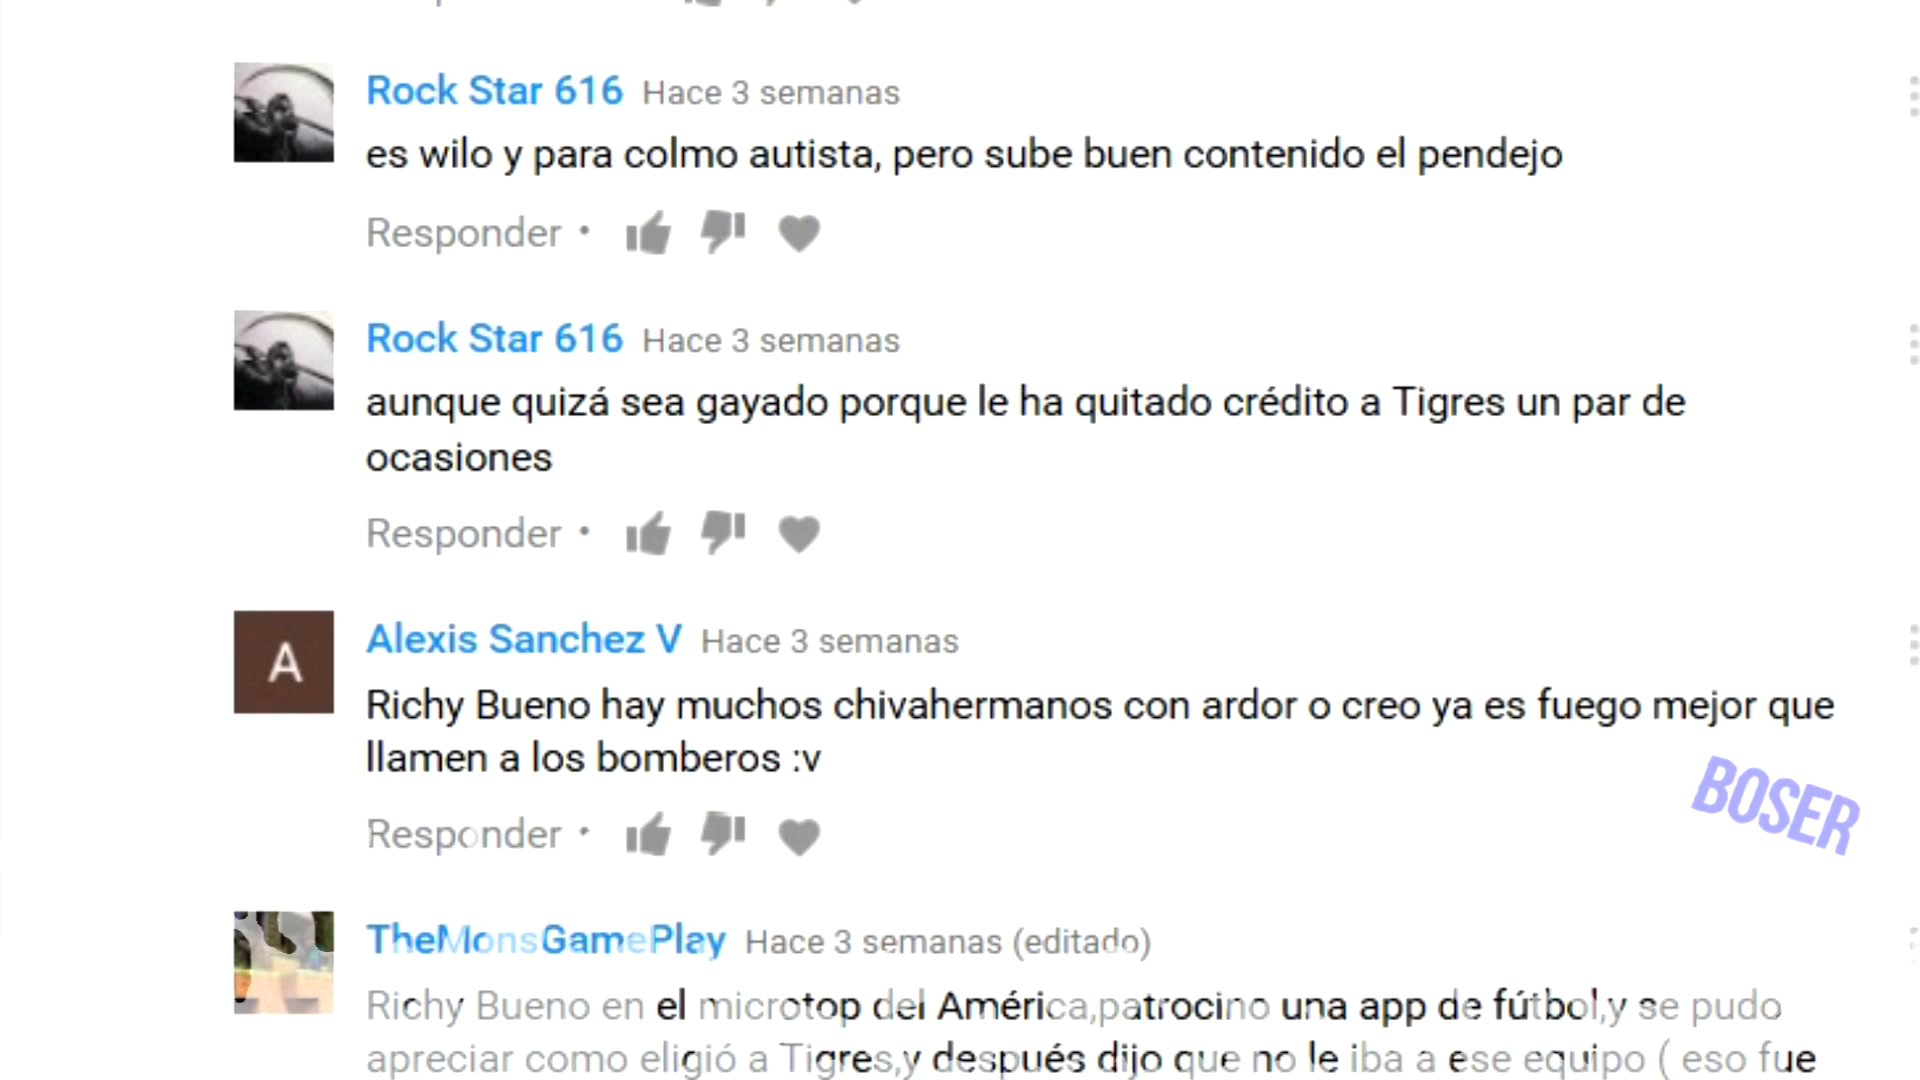 Rock Star 616 Hace 3 semanas
es wilo y para colmo autista, pero sube buen contenido el pendejo
Responder •
Rock Star 616 Hace 3 semanas
aunque quizá sea gayado porque le ha quitado crédito a Tigres un par de
ocasiones
Responder •
A
Alexis Sanchez V Hace 3 semanas
Richy Bueno hay muchos chivahermanos con ardor o creo ya es fuego mejor que
llamen a los bomberos :v
BOSER
Responder •
TheMonsGamePlay Hace 3 semanas (editado)
Richy Bueno en el microtop del América,patrocino una app de fútbol,y se pudo
apreciar como eligió a Tigres,y después dijo que no le iba a ese equipo ( eso fue